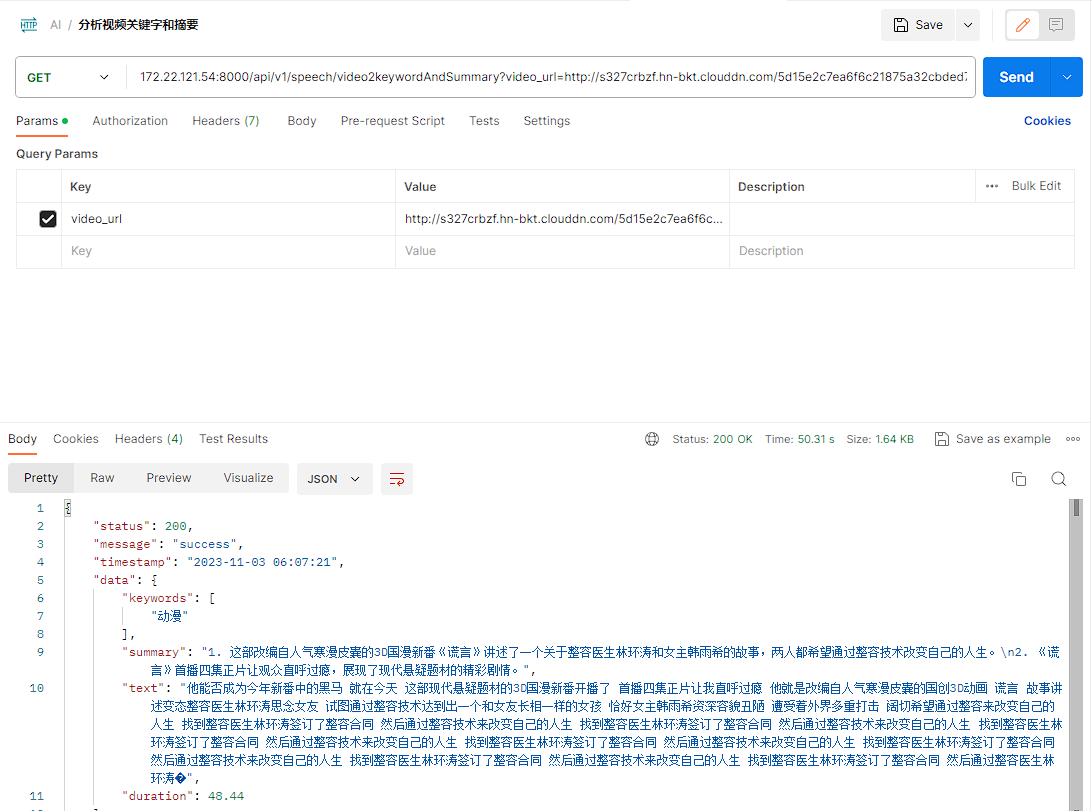 HTTP AI / 分析视频关键字和摘要 Save
GET 172.22.121.54:8000/api/v1/speech/video2keywordAndSummary?video_url=http://s327crbzf.hn-bkt.clouddn.com/5d15e2c7ea6f6c21875a32cbded7 Send
Params Authorization Headers (7) Body Pre-request Script Tests Settings Cookies
Query Params
Key Value Description ••• Bulk Edit
video_url http://s327crbzf.hn-bkt.clouddn.com/5d15e2c7ea6f6c...
Key Value Description
Body Cookies Headers (4) Test Results Status: 200 OK Time: 50.31 s Size: 1.64 KB Save as example •••
Pretty Raw Preview Visualize JSON
1 {
2 "status": 200,
3 "message": "success",
4 "timestamp": "2023-11-03 06:07:21",
5 "data": {
6 "keywords": [
7 "动漫"
8 ],
9 "summary": "1. 这部改编自人气寒漫皮囊的3D国漫新番《谎言》讲述了一个关于整容医生林环涛和女主韩雨希的故事，两人都希望通过整容技术改变自己的人生。\n2. 《谎
言》首播四集正片让观众直呼过瘾，展现了现代悬疑题材的精彩剧情。",
10 "text": "他能否成为今年新番中的黑马 就在今天 这部现代悬疑题材的3D国漫新番开播了 首播四集正片让我直呼过瘾 他就是改编自人气寒漫皮囊的国创3D动画 谎言 故事讲
述变态整容医生林环涛思念女友 试图通过整容技术达到出一个和女友长相一样的女孩 恰好女主韩雨希资深容貌丑陋 遭受着外界多重打击 阔切希望通过整容来改变自己的
人生 找到整容医生林环涛签订了整容合同 然后通过整容技术来改变自己的人生 找到整容医生林环涛签订了整容合同 然后通过整容技术来改变自己的人生 找到整容医生林
环涛签订了整容合同 然后通过整容技术来改变自己的人生 找到整容医生林环涛签订了整容合同 然后通过整容技术来改变自己的人生 找到整容医生林环涛签订了整容合同
然后通过整容技术来改变自己的人生 找到整容医生林环涛签订了整容合同 然后通过整容技术来改变自己的人生 找到整容医生林环涛签订了整容合同 然后通过整容医生林
环涛�",
11 "duration": 48.44